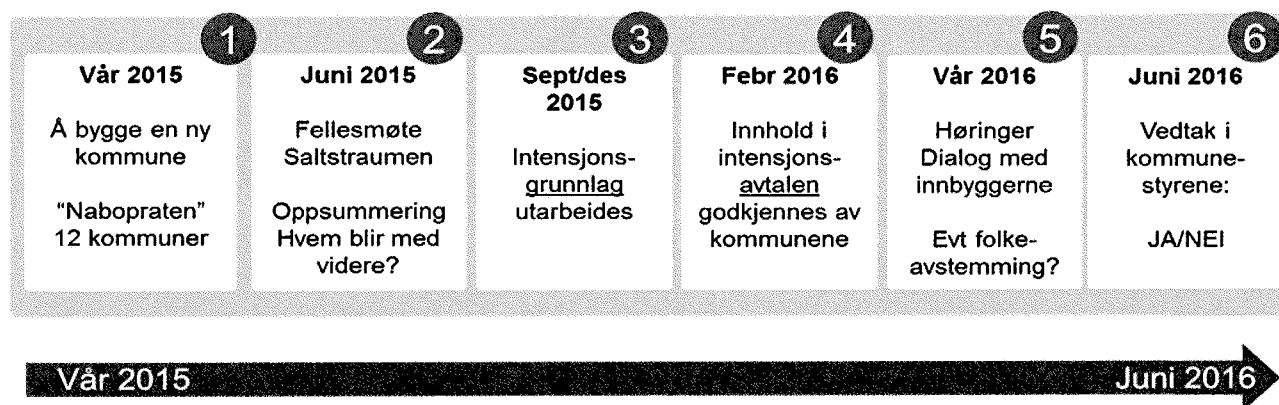 1
Vår 2015
Å bygge en ny
kommune
"Nabopraten"
12 kommuner
2
Juni 2015
Fellesmøte
Saltstraumen
Oppsummering
Hvem blir med
videre?
3
Sept/des
2015
Intensjons-
grunnlag
utarbeides
4
Febr 2016
Innhold i
intensjons-
avtalen
godkjennes av
kommunene
5
Vår 2016
Høringer
Dialog med
innbyggerne
Evt folke-
avstemming?
6
Juni 2016
Vedtak i
kommune-
styrene:
JA/NEI
Vår 2015
Juni 2016